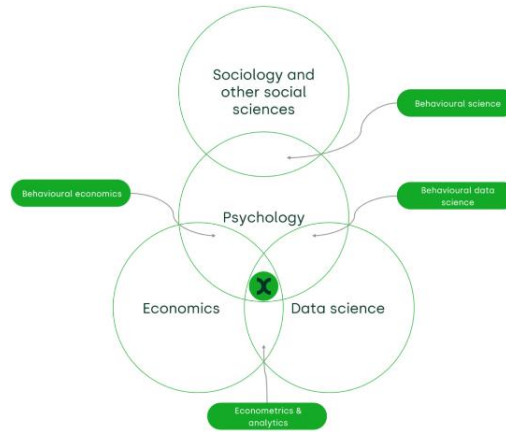 Sociology and
other social
sciences
Behavioural science
Behavioural economics
Behavioural data
science
Psychology
Economics
Data science
Econometrics &
analytics